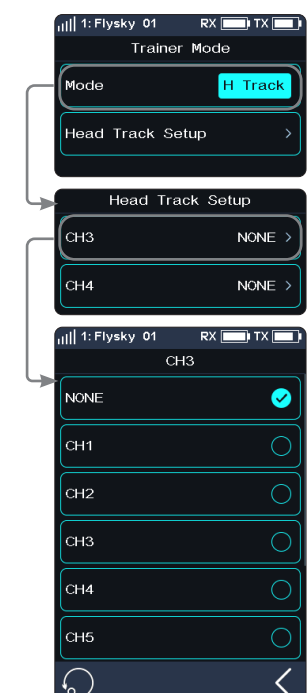 1: Flysky 01 RX TX
Trainer Mode
Mode H Track
Head Track Setup >
Head Track Setup
CH3 NONE >
CH4 NONE >
1: Flysky 01 RX TX
CH3
NONE
CH1
CH2
CH3
CH4
CH5